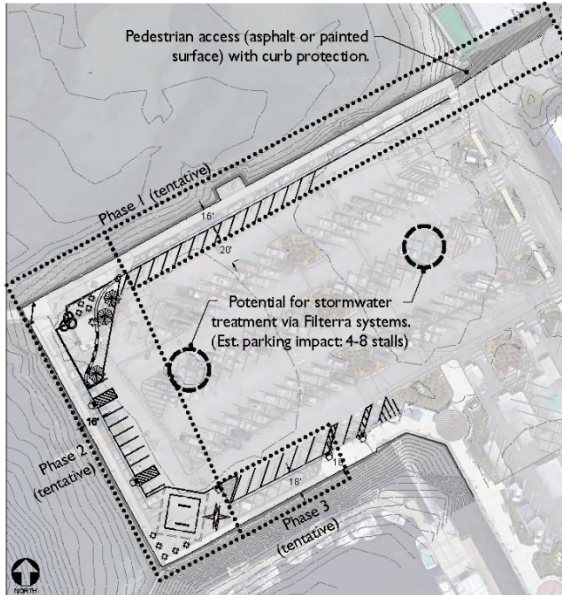 Pedestrian access (asphalt or painted
surface) with curb protection.
Phase 1 (tentative)
16'
20'
Potential for stormwater
treatment via Filterra systems.
(Est. parking impact: 4-8 stalls)
16'
Phase 2
(tentative)
18'
18'
Phase 3
(tentative)
NORTH